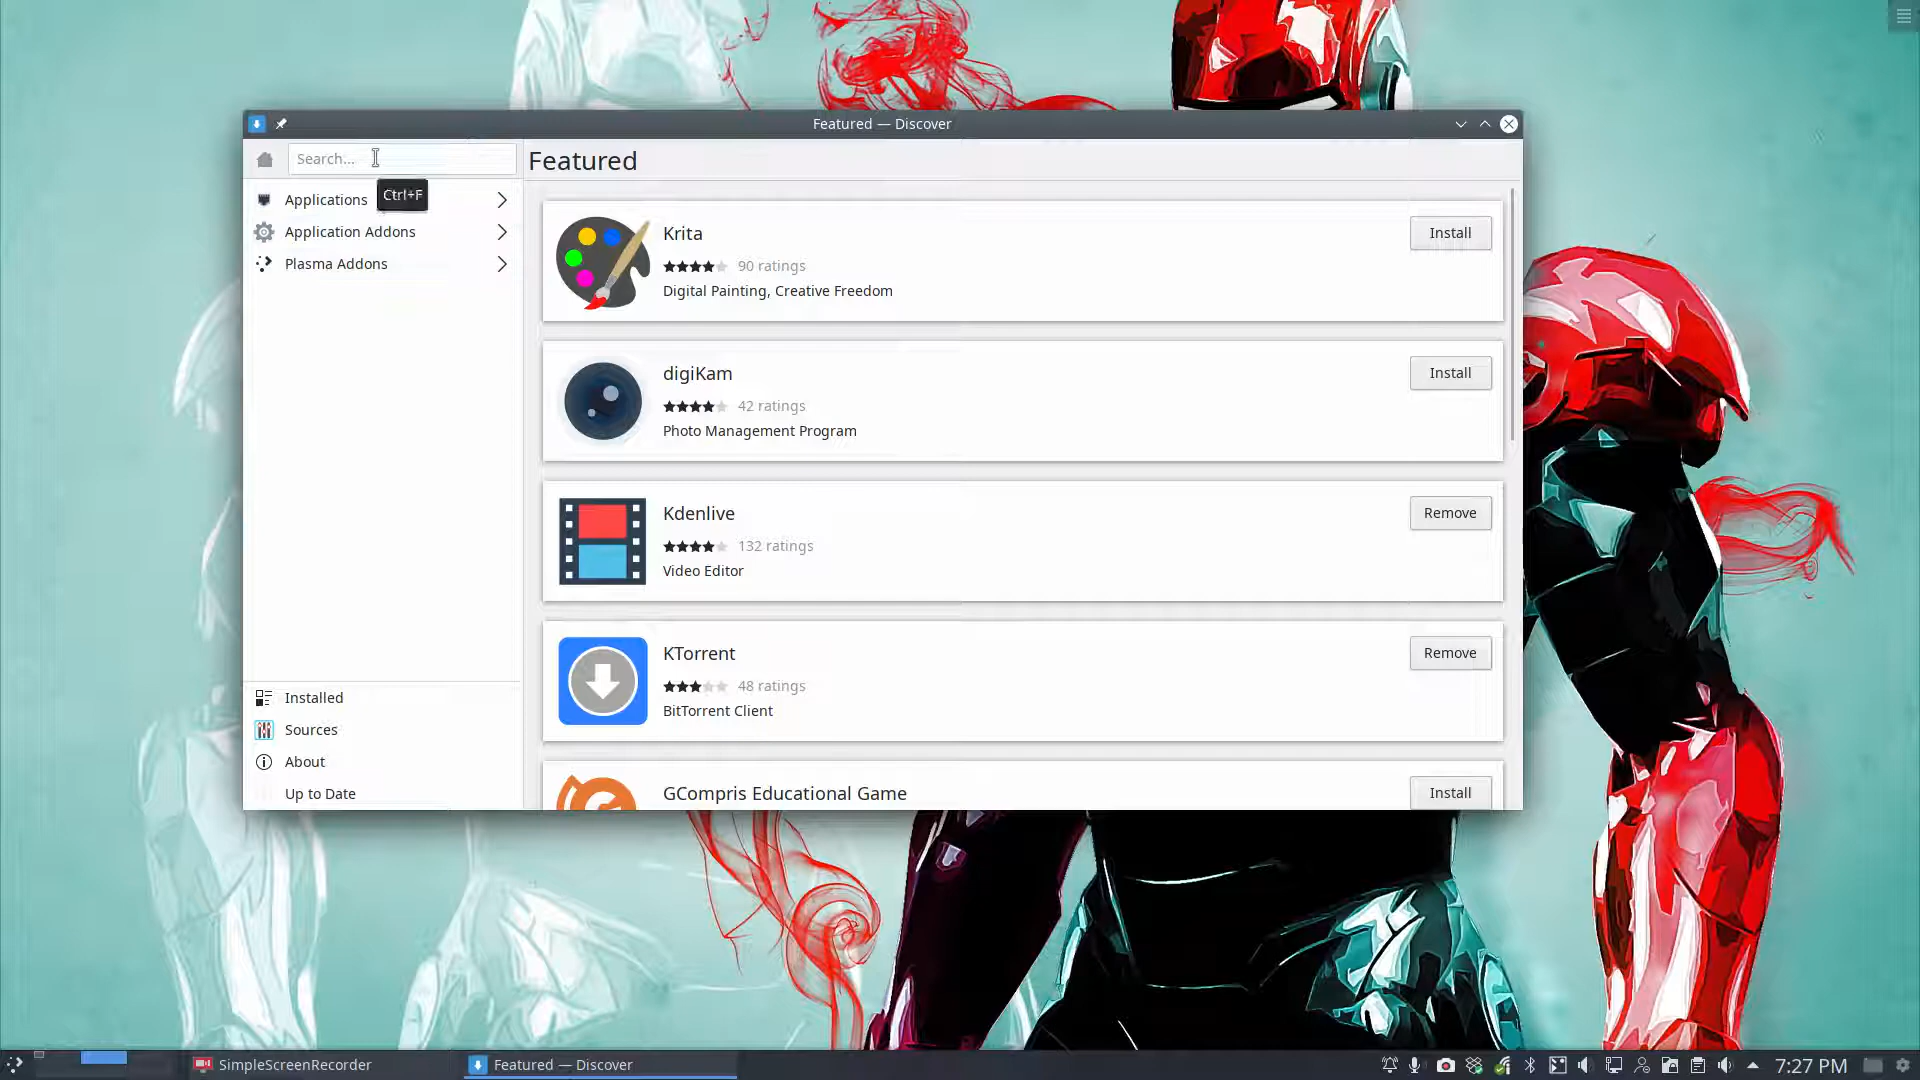 Featured — Discover
Search...
Featured
Ctrl+F
Applications
Application Addons
Plasma Addons
Krita
90 ratings
Digital Painting, Creative Freedom
Install
digiKam
42 ratings
Photo Management Program
Install
Kdenlive
132 ratings
Video Editor
Remove
KTorrent
48 ratings
BitTorrent Client
Remove
GCompris Educational Game
Install
Installed
Sources
About
Up to Date
SimpleScreenRecorder
Featured — Discover
7:27 PM